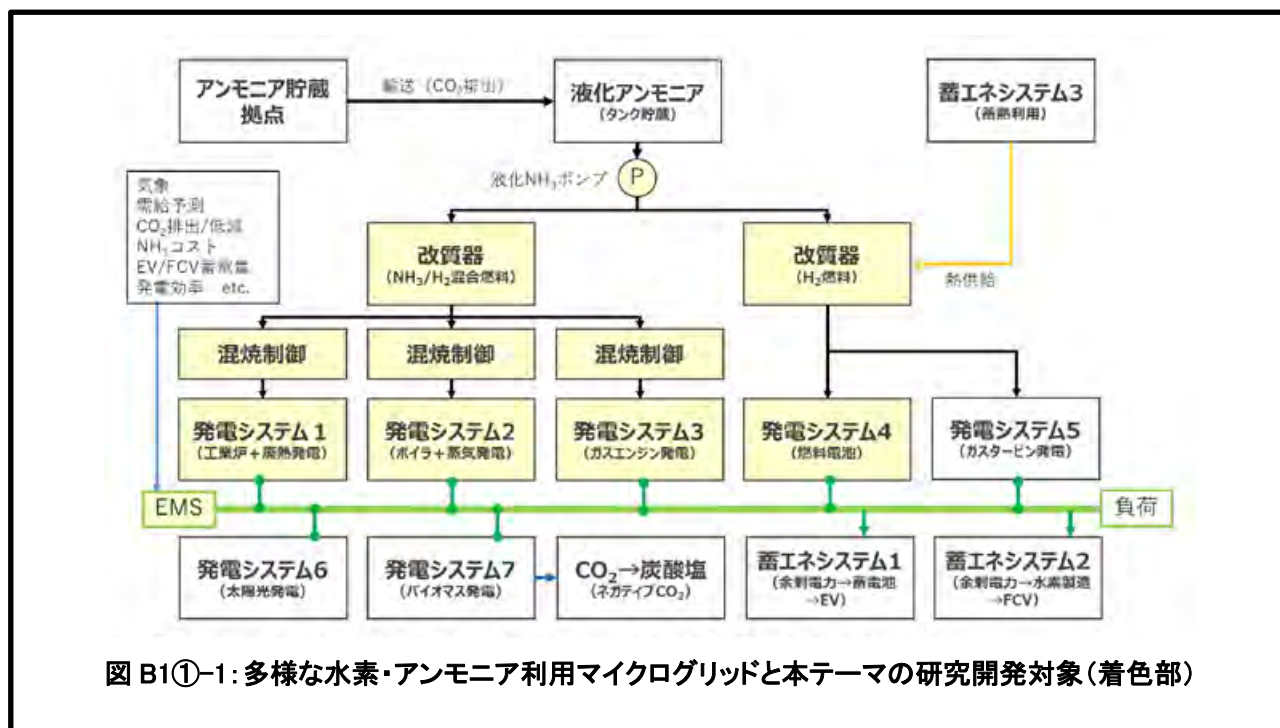 アンモニア貯蔵
拠点
輸送（CO₂排出）
液化アンモニア
（タンク貯蔵）
蓄エネシステム3
（蓄熱利用）
気象
需給予測
CO₂排出/低減
NH₃コスト
EV/FCV蓄電量
発電効率　etc.
液化NH₃ポンプ
P
改質器
（NH₃/H₂混合燃料）
改質器
（H₂燃料）
熱供給
混焼制御
混焼制御
混焼制御
発電システム1
（工業炉+廃熱発電）
発電システム2
（ボイラ+蒸気発電）
発電システム3
（ガスエンジン発電）
発電システム4
（燃料電池）
発電システム5
（ガスタービン発電）
EMS
負荷
発電システム6
（太陽光発電）
発電システム7
（バイオマス発電）
CO₂→炭酸塩
（ネガティブCO₂）
蓄エネシステム1
（余剰電力→蓄電池
→EV）
蓄エネシステム2
（余剰電力→水素製造
→FCV）
図 B1①-1：多様な水素・アンモニア利用マイクログリッドと本テーマの研究開発対象（着色部）